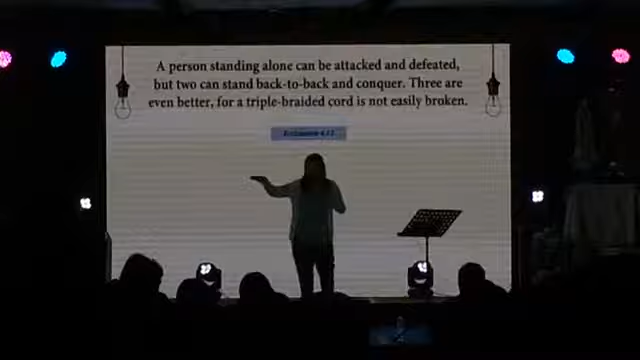 A person standing alone can be attacked and defeated,
but two can stand back-to-back and conquer. Three are
even better, for a triple-braided cord is not easily broken.